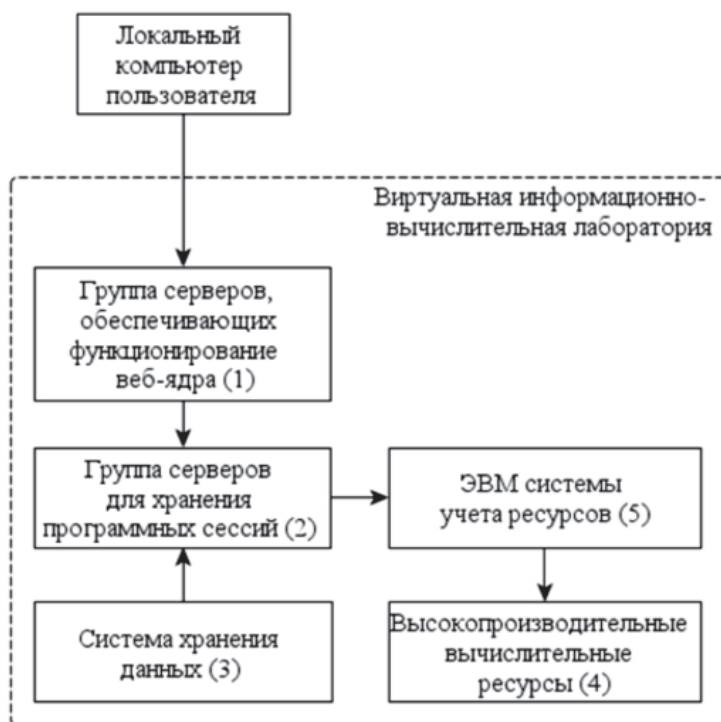 Локальный
компьютер
пользователя
Виртуальная информационно-
вычислительная лаборатория
Группа серверов,
обеспечивающих
функционирование
веб-ядра (1)
Группа серверов
для хранения
программных сессий (2)
ЭВМ системы
учета ресурсов (5)
Система хранения
данных (3)
Высокопроизводительные
вычислительные
ресурсы (4)